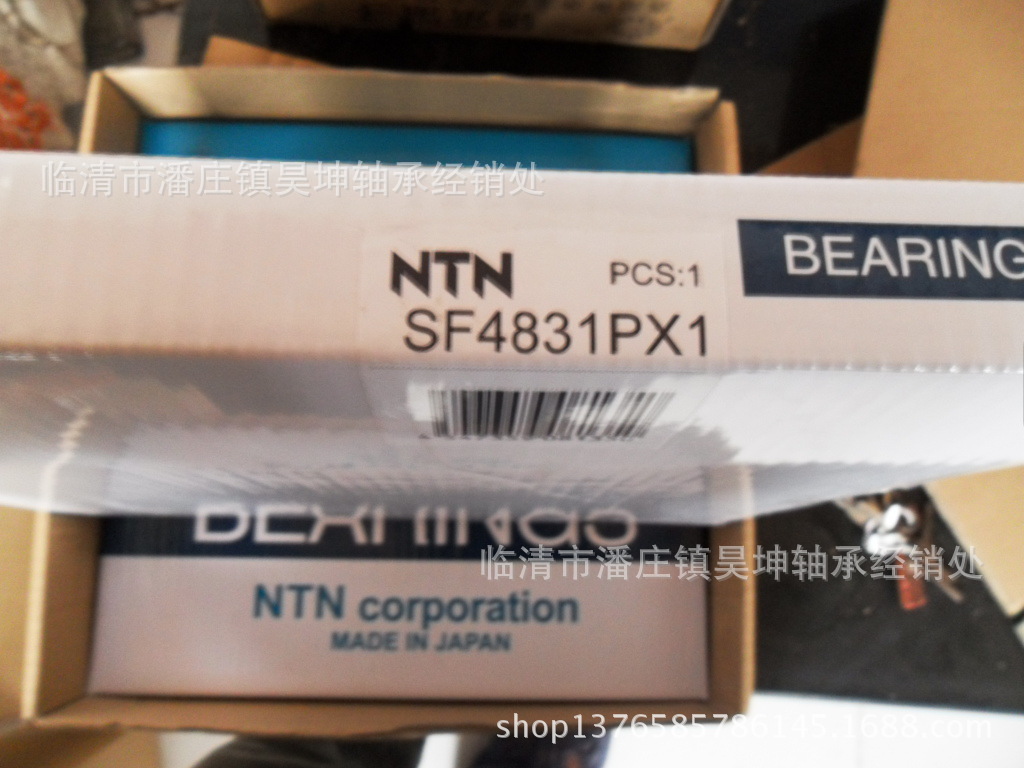 临清市潘庄镇昊坤轴承经销处
NTN PCS:1
BEARING
SF4831PX1
临清市潘庄镇昊坤轴承经销处
NTN corporation
MADE IN JAPAN
shop1376585786145.1688.com